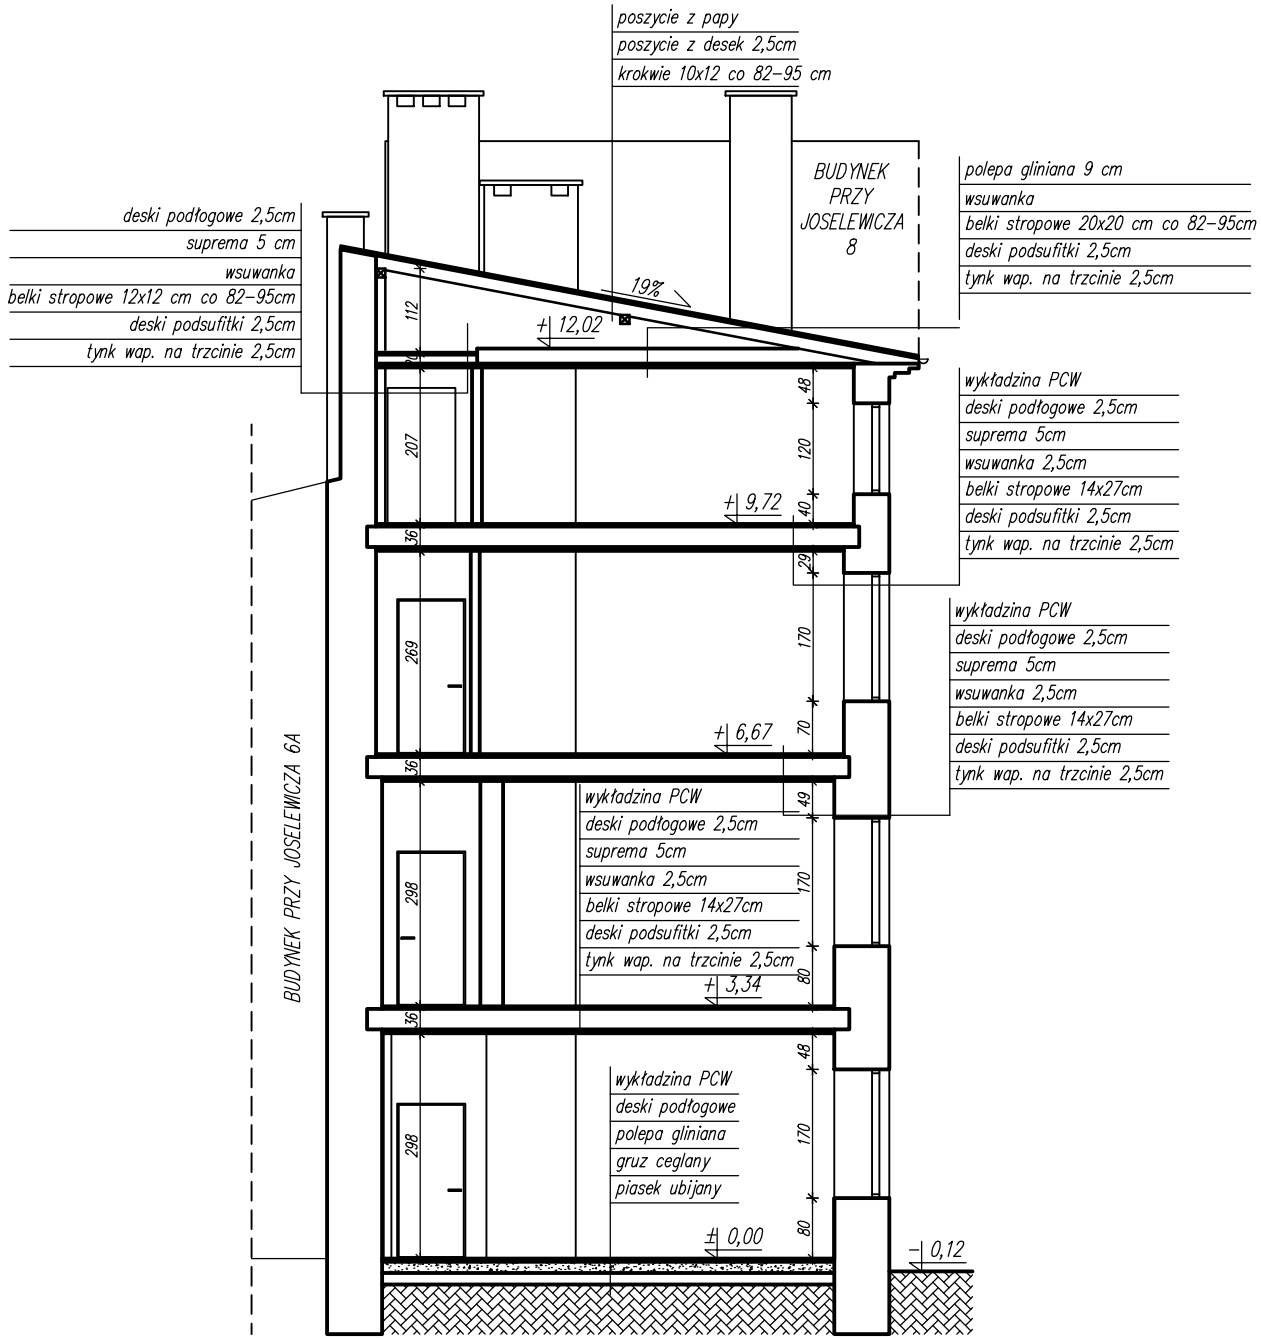 poszycie z papy
poszycie z desek 2,5cm
krokwie 10x12 co 82-95 cm
BUDYNEK
PRZY
JOSELEWICZA
8
polepa gliniana 9 cm
wsuwanka
belki stropowe 20x20 cm co 82-95cm
deski podsufitki 2,5cm
tynk wap. na trzcinie 2,5cm
deski podłogowe 2,5cm
suprema 5 cm
wsuwanka
belki stropowe 12x12 cm co 82-95cm
deski podsufitki 2,5cm
tynk wap. na trzcinie 2,5cm
19%
112
+ 12,02
wykładzina PCW
deski podłogowe 2,5cm
suprema 5cm
wsuwanka 2,5cm
belki stropowe 14x27cm
deski podsufitki 2,5cm
tynk wap. na trzcinie 2,5cm
48
207
120
+ 9,72
40
36
29
wykładzina PCW
deski podłogowe 2,5cm
suprema 5cm
wsuwanka 2,5cm
belki stropowe 14x27cm
deski podsufitki 2,5cm
tynk wap. na trzcinie 2,5cm
269
170
+ 6,67
70
36
49
BUDYNEK PRZY JOSELEWICZA 6A
wykładzina PCW
deski podłogowe 2,5cm
suprema 5cm
wsuwanka 2,5cm
belki stropowe 14x27cm
deski podsufitki 2,5cm
tynk wap. na trzcinie 2,5cm
298
170
+ 3,34
80
36
48
wykładzina PCW
deski podłogowe
polepa gliniana
gruz ceglany
piasek ubijany
298
170
± 0,00
80
- 0,12